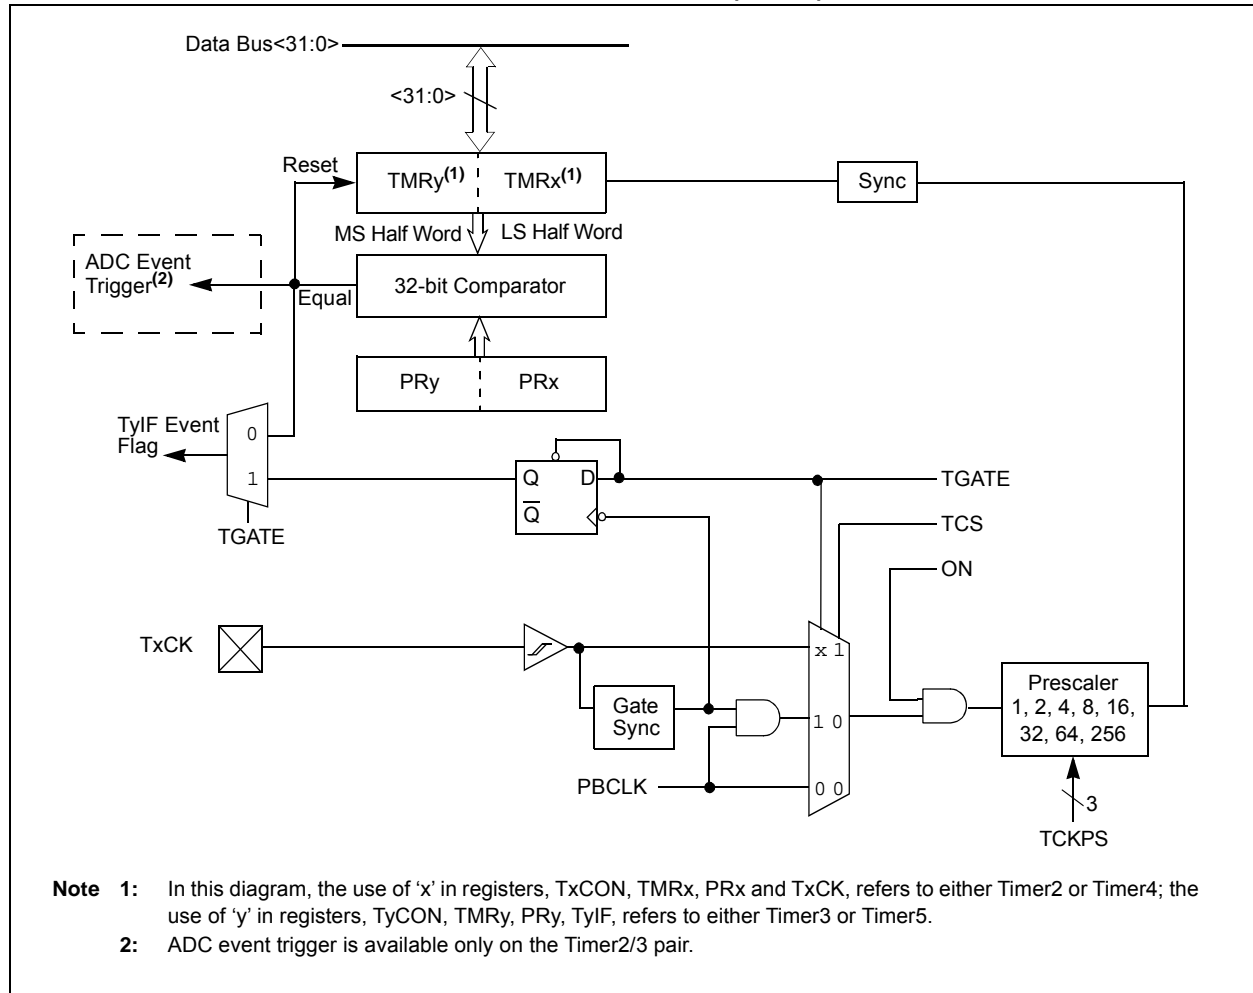 Data Bus<31:0>
<31:0>
Reset
TMRy(1)
TMRx(1)
Sync
MS Half Word
LS Half Word
ADC Event
Trigger(2)
Equal
32-bit Comparator
PRy
PRx
TyIF Event
Flag
0
1
TGATE
Q
D
Q
TGATE
TCS
ON
TxCK
x 1
Gate
Sync
1 0
PBCLK
0 0
Prescaler
1, 2, 4, 8, 16,
32, 64, 256
3
TCKPS
Note 1: In this diagram, the use of ‘x’ in registers, TxCON, TMRx, PRx and TxCK, refers to either Timer2 or Timer4; the
use of ‘y’ in registers, TyCON, TMRy, PRy, TyIF, refers to either Timer3 or Timer5.
2: ADC event trigger is available only on the Timer2/3 pair.